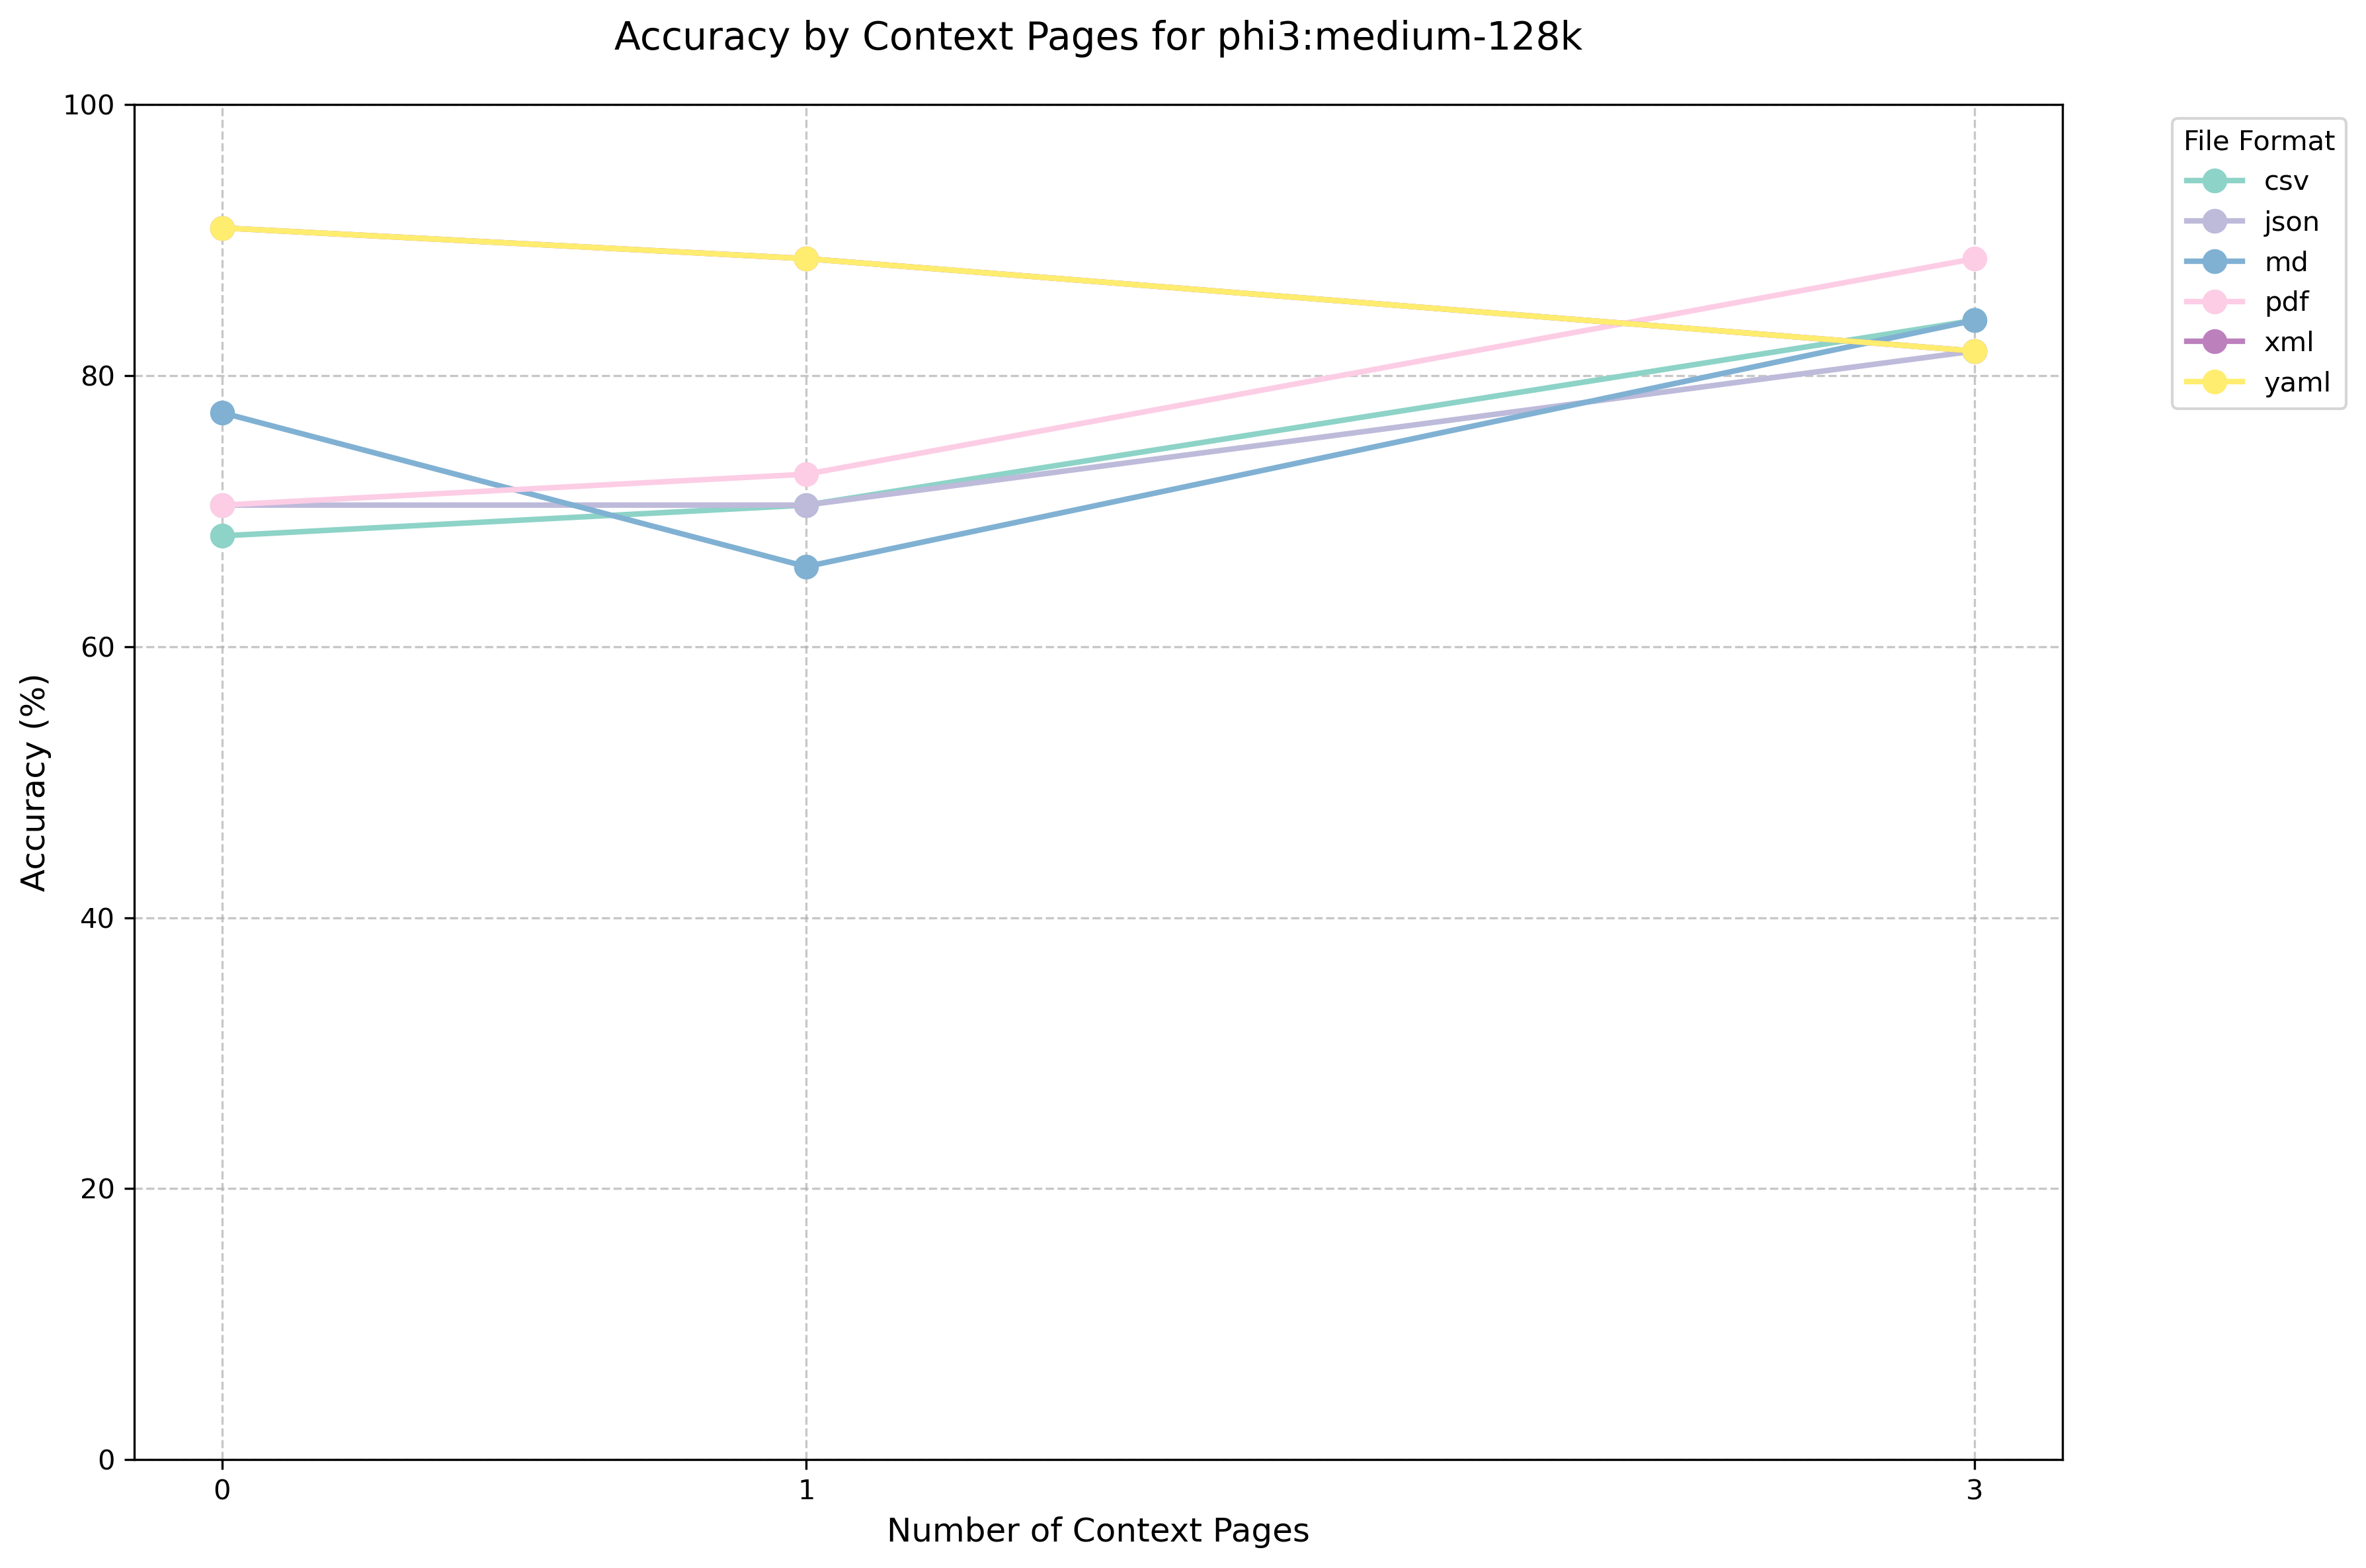 Accuracy by Context Pages for phi3:medium-128k
100
80
60
40
20
0
Accuracy (%)
0 1 3
Number of Context Pages
File Format
csv
json
md
pdf
xml
yaml